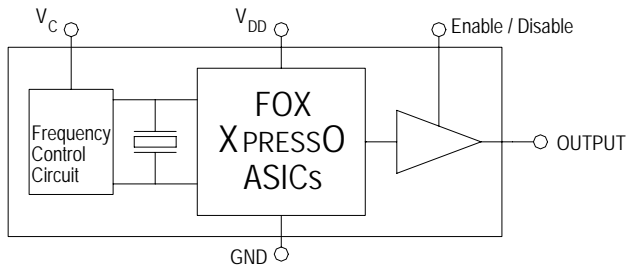 VC
VDD
Enable / Disable
Frequency
Control
Circuit
FOX
XPRESSO
ASICs
OUTPUT
GND